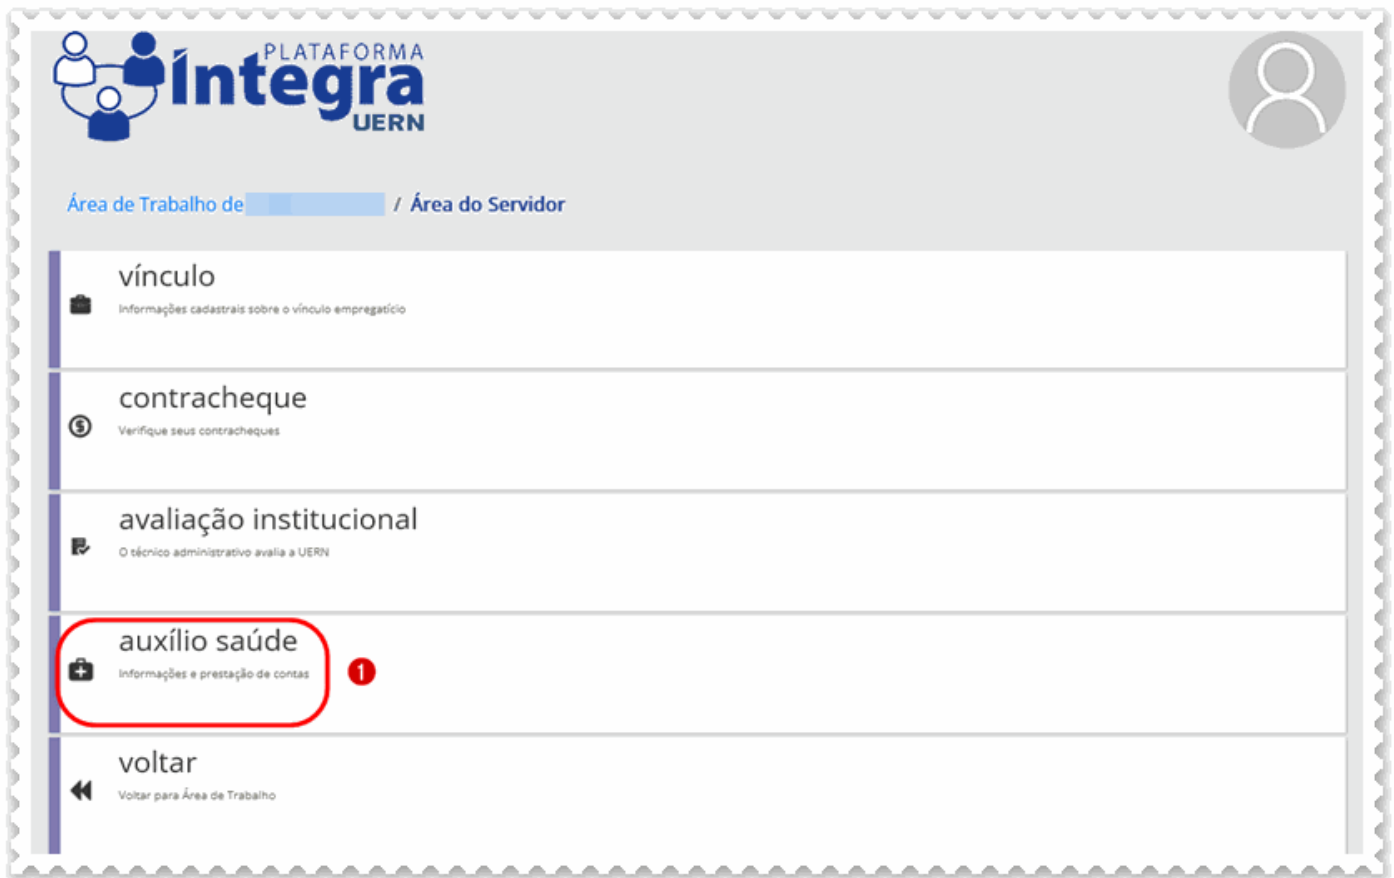 PLATAFORMA
íntegra
UERN
Área de Trabalho de / Área do Servidor
vínculo
Informações cadastrais sobre o vínculo empregatício
contracheque
Verifique seus contracheques
avaliação institucional
O técnico administrativo avalia a UERN
auxílio saúde
Informações e prestação de contas
1
voltar
Voltar para Área de Trabalho